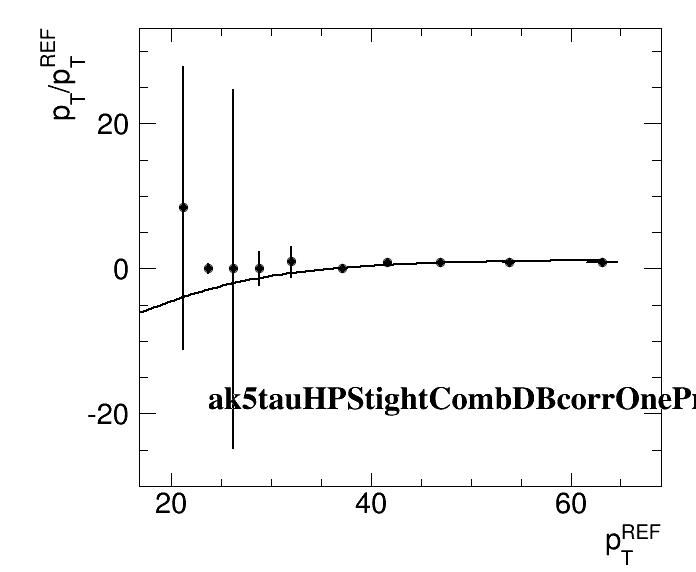 p_T/p_T^REF
20
0
-20
ak5tauHPStightCombDBcorrOnePr
20 40 60
p_T^REF